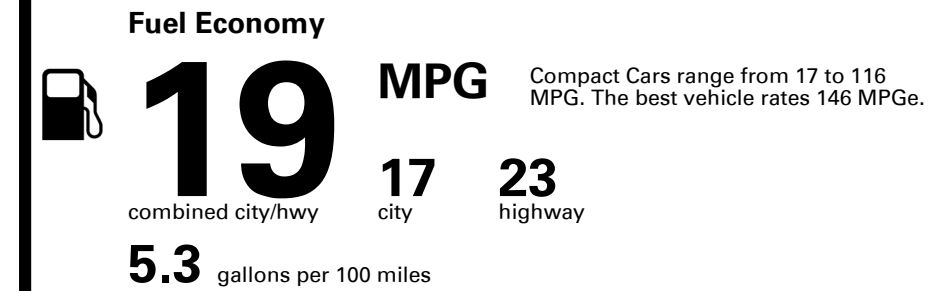 Fuel Economy
19 MPG
Compact Cars range from 17 to 116
MPG. The best vehicle rates 146 MPGe.
combined city/hwy
17
city
23
highway
5.3 gallons per 100 miles